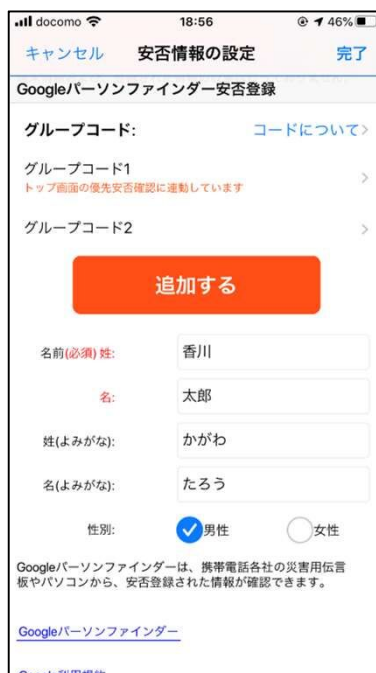 docomo 18:56 46%
キャンセル 安否情報の設定 完了
Googleパーソンファインダー安否登録
グループコード: コードについて>
グループコード1
トップ画面の優先安否確認に連動しています
グループコード2
追加する
名前(必須) 姓: 香川
名: 太郎
姓(よみがな): かがわ
名(よみがな): たろう
性別: 男性 女性
Googleパーソンファインダーは、携帯電話各社の災害用伝言
板やパソコンから、安否登録された情報が確認できます。
Googleパーソンファインダー